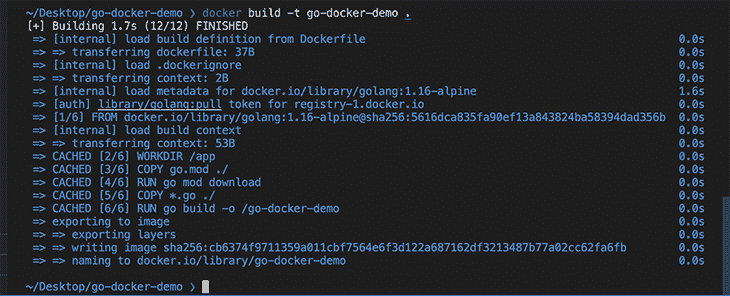 ~/Desktop/go-docker-demo ❯ docker build -t go-docker-demo .
[+] Building 1.7s (12/12) FINISHED
=> [internal] load build definition from Dockerfile 0.0s
=> => transferring dockerfile: 37B 0.0s
=> [internal] load .dockerignore 0.0s
=> => transferring context: 2B 0.0s
=> [internal] load metadata for docker.io/library/golang:1.16-alpine 1.6s
=> [auth] library/golang:pull token for registry-1.docker.io 0.0s
=> [1/6] FROM docker.io/library/golang:1.16-alpine@sha256:5616dca835fa90ef13a843824ba58394dad356b 0.0s
=> [internal] load build context 0.0s
=> => transferring context: 53B 0.0s
=> CACHED [2/6] WORKDIR /app 0.0s
=> CACHED [3/6] COPY go.mod ./ 0.0s
=> CACHED [4/6] RUN go mod download 0.0s
=> CACHED [5/6] COPY *.go ./ 0.0s
=> CACHED [6/6] RUN go build -o /go-docker-demo 0.0s
=> exporting to image 0.0s
=> => exporting layers 0.0s
=> => writing image sha256:cb6374f9711359a011cbf7564e6f3d122a687162df3213487b77a02cc62fa6fb 0.0s
=> => naming to docker.io/library/go-docker-demo 0.0s
~/Desktop/go-docker-demo ❯